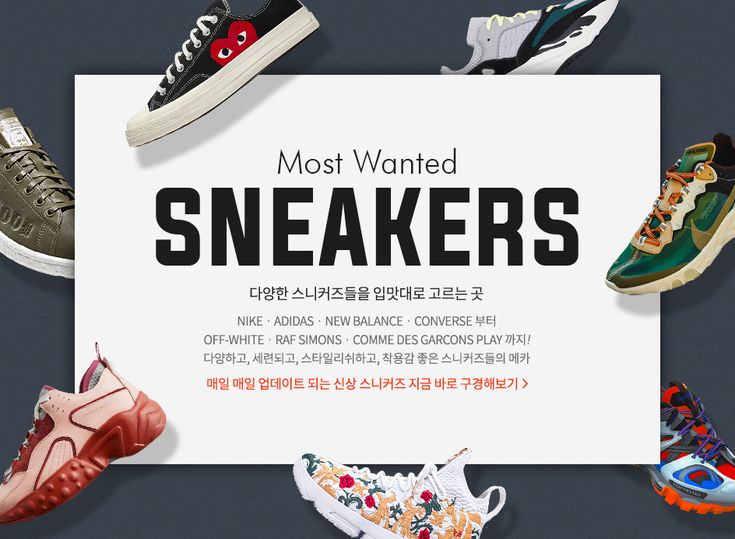 Most Wanted
SNEAKERS
다양한 스니커즈들을 입맛대로 고르는 곳
NIKE · ADIDAS · NEW BALANCE · CONVERSE 부터
OFF-WHITE · RAF SIMONS · COMME DES GARCONS PLAY 까지!
다양하고, 세련되고, 스타일리쉬하고, 착용감 좋은 스니커즈들의 메카
매일 매일 업데이트 되는 신상 스니커즈 지금 바로 구경해보기 >